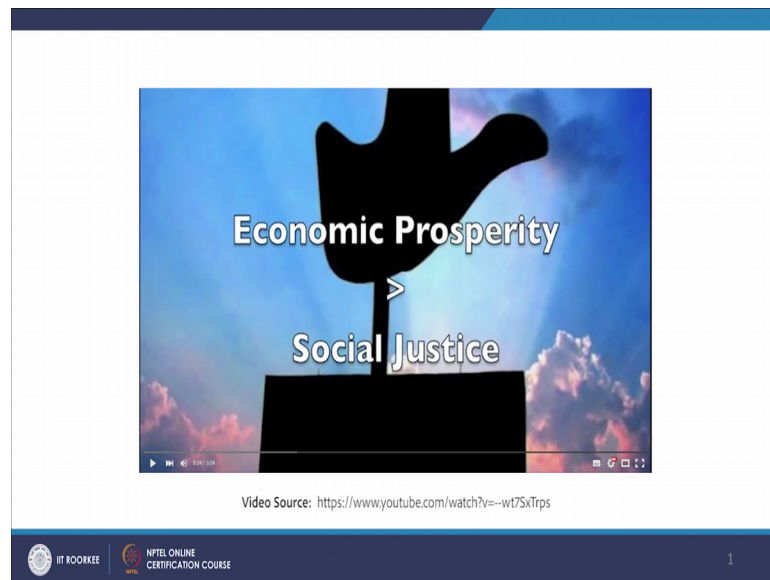 Economic Prosperity
>
Social Justice
Video Source: https://www.youtube.com/watch?v=--wt7SxTrps
IIT ROORKEE
NPTEL ONLINE
CERTIFICATION COURSE
1